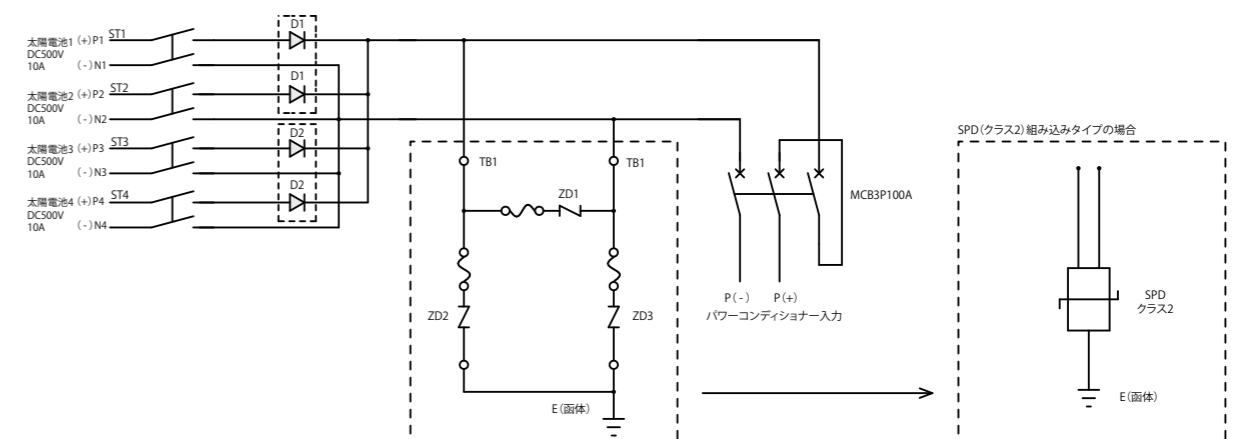 太陽電池1 (+)P1 ST1
DC500V
10A (-)N1
D1
太陽電池2 (+)P2 ST2
DC500V
10A (-)N2
D1
太陽電池3 (+)P3 ST3
DC500V
10A (-)N3
D2
太陽電池4 (+)P4 ST4
DC500V
10A (-)N4
D2
TB1
TB1
ZD1
ZD2
ZD3
E(函体)
MCB3P100A
P(-) P(+)
パワーコンディショナー入力
SPD(クラス2)組み込みタイプの場合
SPD
クラス2
E(函体)